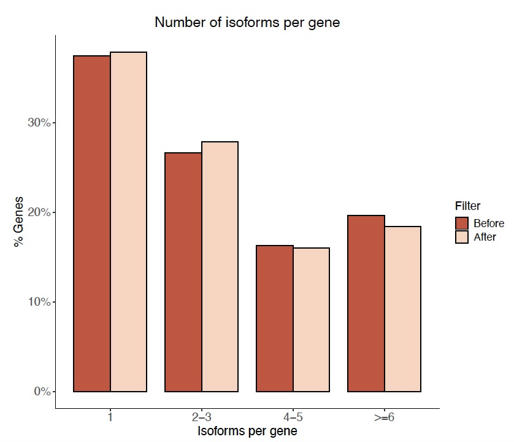 Number of isoforms per gene
% Genes
30%
20%
10%
0%
1
2−3
4−5
>=6
Isoforms per gene
Filter
Before
After